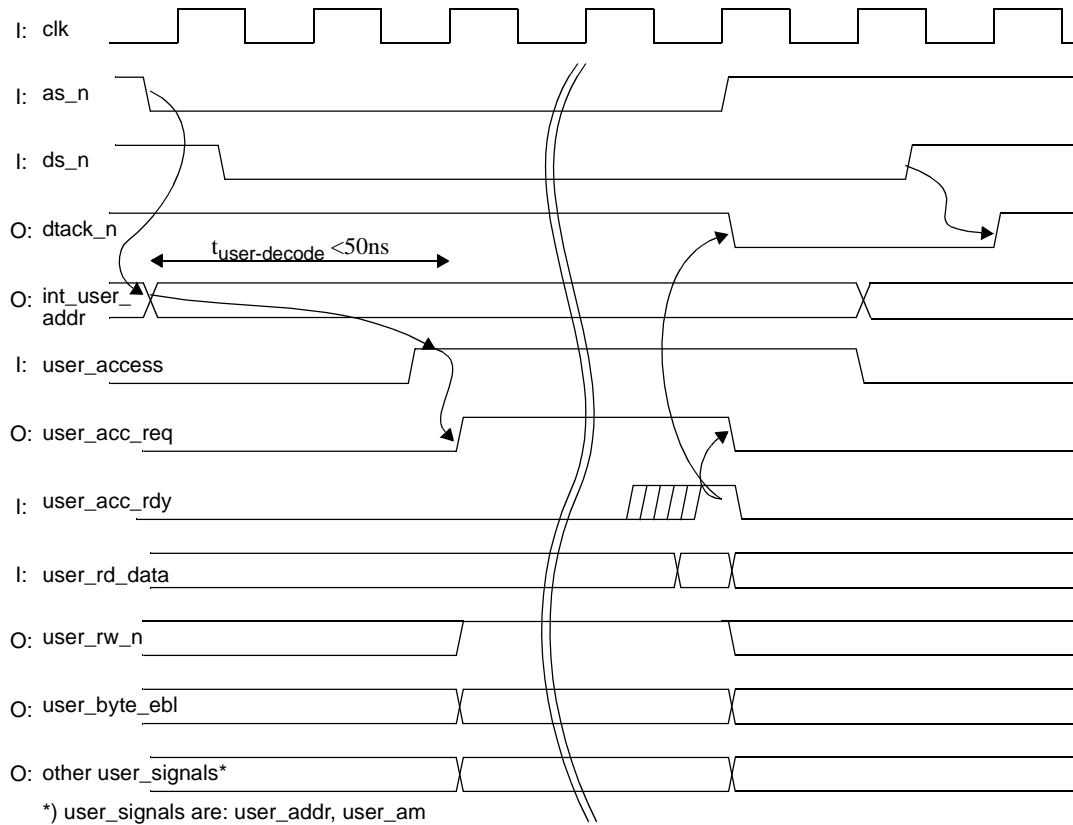 I: clk
I: as_n
I: ds_n
O: dtack_n
tuser-decode <50ns
O: int_user_
addr
I: user_access
O: user_acc_req
I: user_acc_rdy
I: user_rd_data
O: user_rw_n
O: user_byte_ebl
O: other user_signals*
*) user_signals are: user_addr, user_am